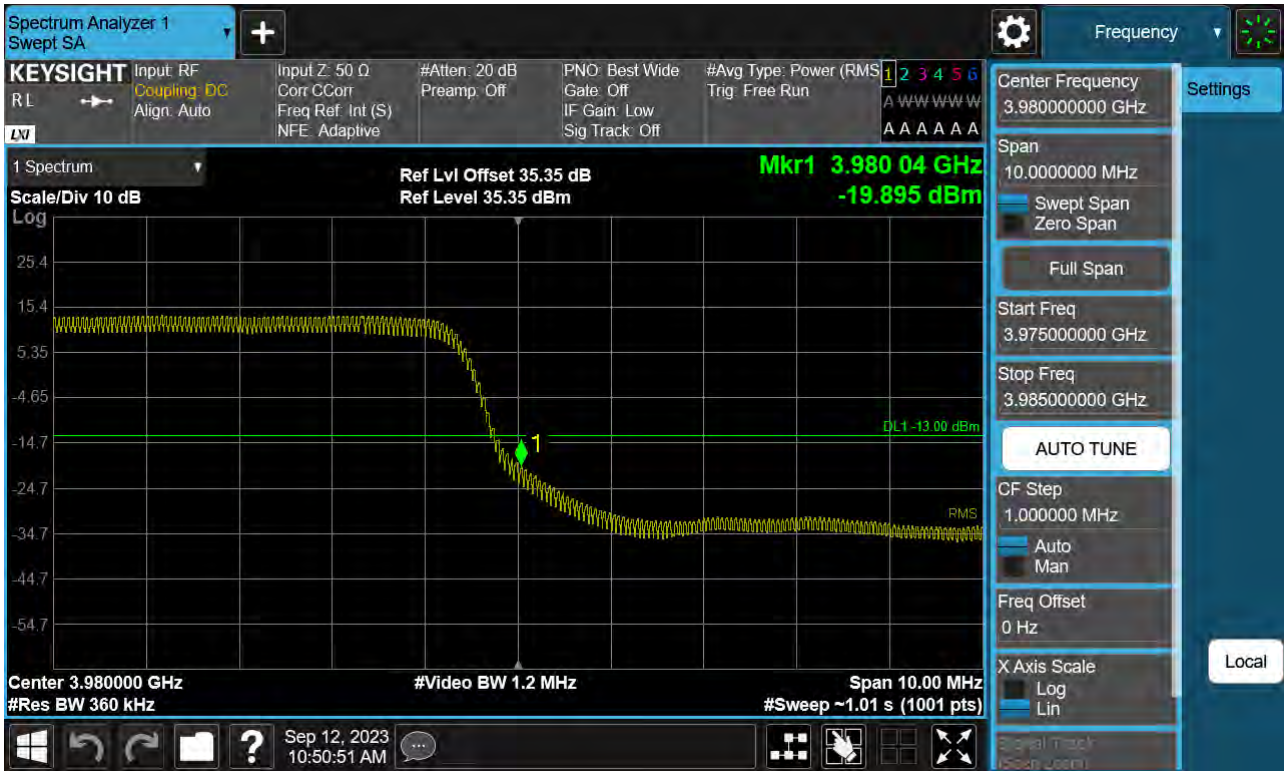 Spectrum Analyzer 1
Swept SA
Frequency
KEYSIGHT
RL
LXI
Input: RF
Coupling: DC
Align: Auto
Input Z: 50 Ω
Corr CCorr
Freq Ref: Int (S)
NFE: Adaptive
#Atten: 20 dB
Preamp: Off
PNO: Best Wide
Gate: Off
IF Gain: Low
Sig Track: Off
#Avg Type: Power (RMS
Trig: Free Run
1 2 3 4 5 6
A W W W W W
A A A A A A
1 Spectrum
Scale/Div 10 dB
Log
Ref Lvl Offset 35.35 dB
Ref Level 35.35 dBm
Mkr1 3.980 04 GHz
-19.895 dBm
25.4
15.4
5.35
-4.65
-14.7
-24.7
-34.7
-44.7
-54.7
DL1 -13.00 dBm
1
RMS
Center 3.980000 GHz
#Res BW 360 kHz
#Video BW 1.2 MHz
Span 10.00 MHz
#Sweep ~1.01 s (1001 pts)
Center Frequency
3.980000000 GHz
Settings
Span
10.0000000 MHz
Swept Span
Zero Span
Full Span
Start Freq
3.975000000 GHz
Stop Freq
3.985000000 GHz
AUTO TUNE
CF Step
1.000000 MHz
Auto
Man
Freq Offset
0 Hz
X Axis Scale
Log
Lin
Signal Track
(Span Zoom)
Local
?
Sep 12, 2023
10:50:51 AM